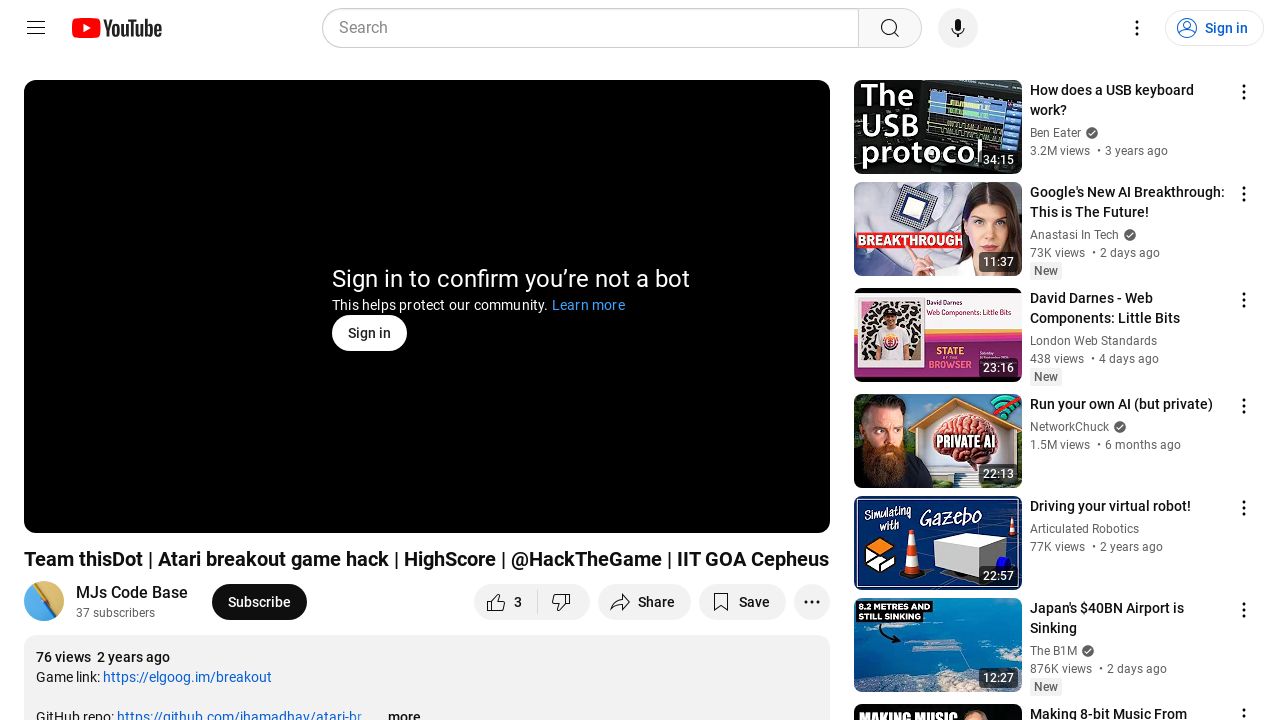 YouTube
Search
Sign in
Sign in to confirm you’re not a bot
This helps protect our community. Learn more
Sign in
Team thisDot | Atari breakout game hack | HighScore | @HackTheGame | IIT GOA Cepheus
MJs Code Base
37 subscribers
Subscribe
3
Share
Save
76 views 2 years ago
Game link: https://elgoog.im/breakout
GitHub repo: https://github.com/jhamadhav/atari-br
...more
The
USB
protocol
34:15
How does a USB keyboard
work?
Ben Eater
3.2M views • 3 years ago
BREAKTHROUGH
11:37
Google's New AI Breakthrough:
This is The Future!
Anastasi In Tech
73K views • 2 days ago
New
David Darnes
Web Components: Little Bits
STATE
OF THE
BROWSER
23:16
David Darnes - Web
Components: Little Bits
London Web Standards
438 views • 4 days ago
New
PRIVATE AI
22:13
Run your own AI (but private)
NetworkChuck
1.5M views • 6 months ago
Simulating
with Gazebo
22:57
Driving your virtual robot!
Articulated Robotics
77K views • 2 years ago
8.2 METRES AND
STILL SINKING
12:27
Japan's $40BN Airport is
Sinking
The B1M
876K views • 2 days ago
New
MAKING MUSIC
Making 8-bit Music From